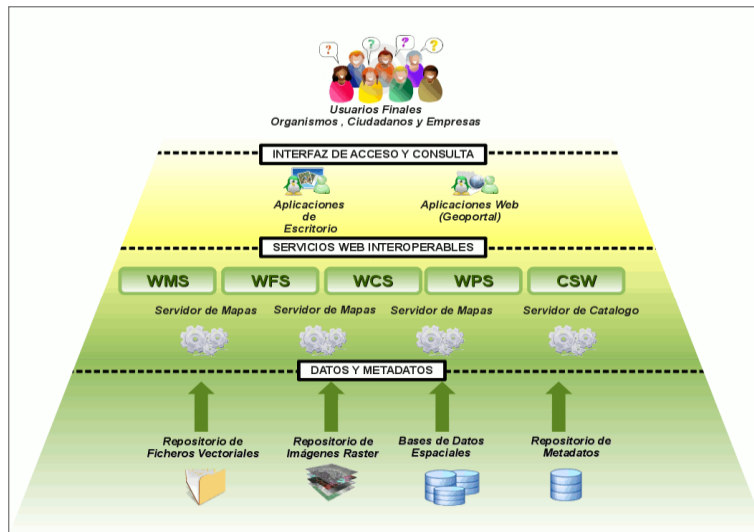 ? ? ? ?
Usuarios Finales
Organismos , Ciudadanos y Empresas
INTERFAZ DE ACCESO Y CONSULTA
Aplicaciones
de
Escritorio
Aplicaciones Web
(Geoportal)
SERVICIOS WEB INTEROPERABLES
WMS WFS WCS WPS CSW
Servidor de Mapas Servidor de Mapas Servidor de Mapas Servidor de Catalogo
DATOS Y METADATOS
Repositorio de
Ficheros Vectoriales
Repositorio de
Imágenes Raster
Bases de Datos
Espaciales
Repositorio de
Metadatos